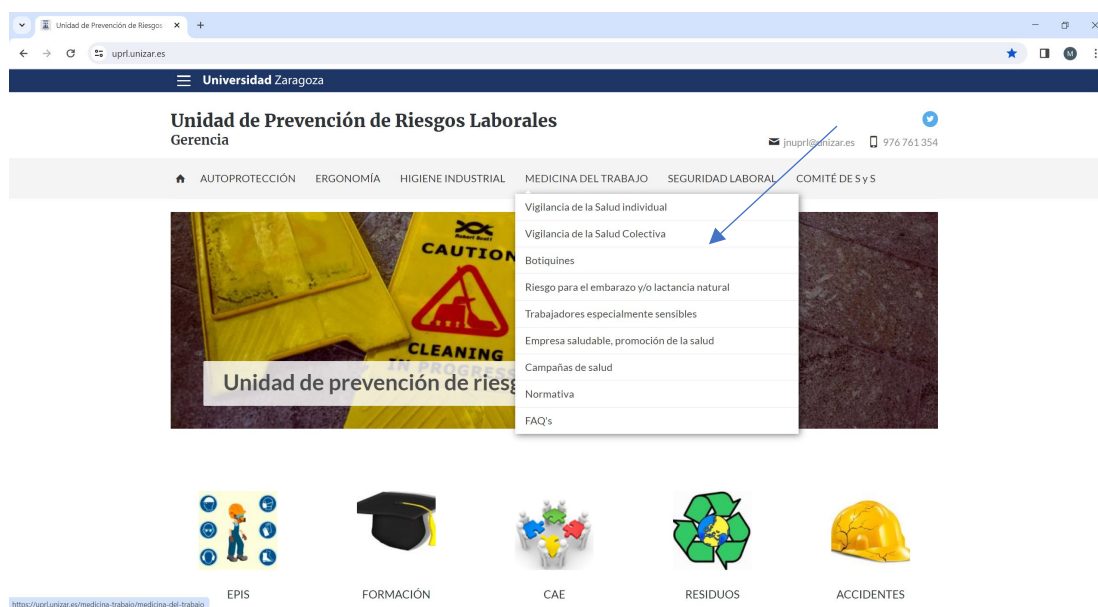 Unidad de Prevención de Riesgos
uprl.unizar.es
M
Universidad Zaragoza
Unidad de Prevención de Riesgos Laborales
Gerencia
jnuprl@unizar.es 976 761 354
AUTOPROTECCIÓN ERGONOMÍA HIGIENE INDUSTRIAL MEDICINA DEL TRABAJO SEGURIDAD LABORAL COMITÉ DE S y S
Vigilancia de la Salud individual
Vigilancia de la Salud Colectiva
Botiquines
Riesgo para el embarazo y/o lactancia natural
Trabajadores especialmente sensibles
Empresa saludable, promoción de la salud
Campañas de salud
Normativa
FAQ's
CAUTION
CLEANING
IN PROGRESS
Unidad de prevención de ries
EPIS FORMACIÓN CAE RESIDUOS ACCIDENTES
https://uprl.unizar.es/medicina-trabajo/medicina-del-trabajo